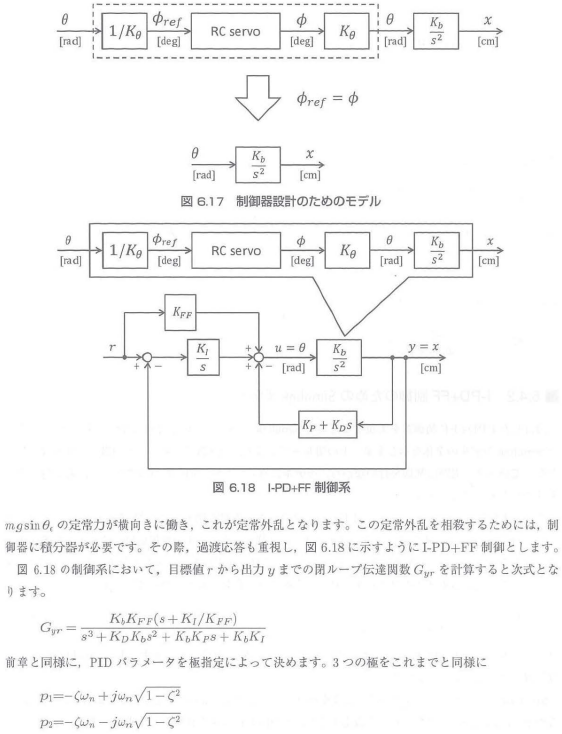 θ
[rad]
1/K_θ
φ_ref
[deg]
RC servo
φ
[deg]
K_θ
θ
[rad]
K_b/s²
x
[cm]
φ_ref = φ
θ
[rad]
K_b/s²
x
[cm]
図 6.17 制御器設計のためのモデル
θ
[rad]
1/K_θ
φ_ref
[deg]
RC servo
φ
[deg]
K_θ
θ
[rad]
K_b/s²
x
[cm]
K_FF
r
+
−
K_I/s
+
+
−
u = θ
[rad]
K_b/s²
y = x
[cm]
K_P + K_D s
図 6.18 I-PD+FF 制御系
mg sin θ_ϵ の定常力が横向きに働き，これが定常外乱となります。この定常外乱を相殺するためには，制
御器に積分器が必要です。その際，過渡応答も重視し，図 6.18 に示すように I-PD+FF 制御とします。
図 6.18 の制御系において，目標値 r から出力 y までの閉ループ伝達関数 G_yr を計算すると次式とな
ります。
G_yr = K_b K_FF (s + K_I/K_FF) / s³ + K_D K_b s² + K_b K_P s + K_b K_I
前章と同様に，PID パラメータを極指定によって決めます。3 つの極をこれまでと同様に
p₁=−ζω_n + jω_n√1 − ζ²
p₂=−ζω_n − jω_n√1 − ζ²